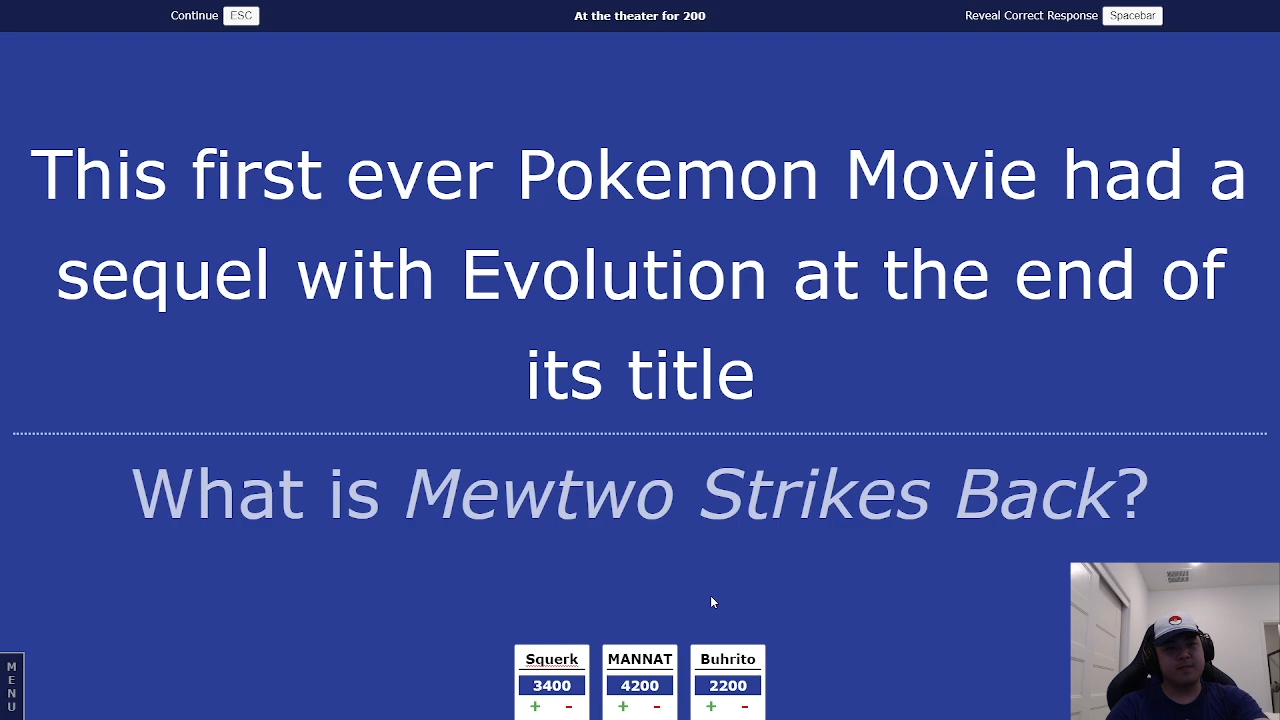 Continue ESC At the theater for 200 Reveal Correct Response Spacebar
This first ever Pokemon Movie had a
sequel with Evolution at the end of
its title
What is Mewtwo Strikes Back?
MENU
Squerk MANNAT Buhrito
3400 4200 2200
+ - + - + -